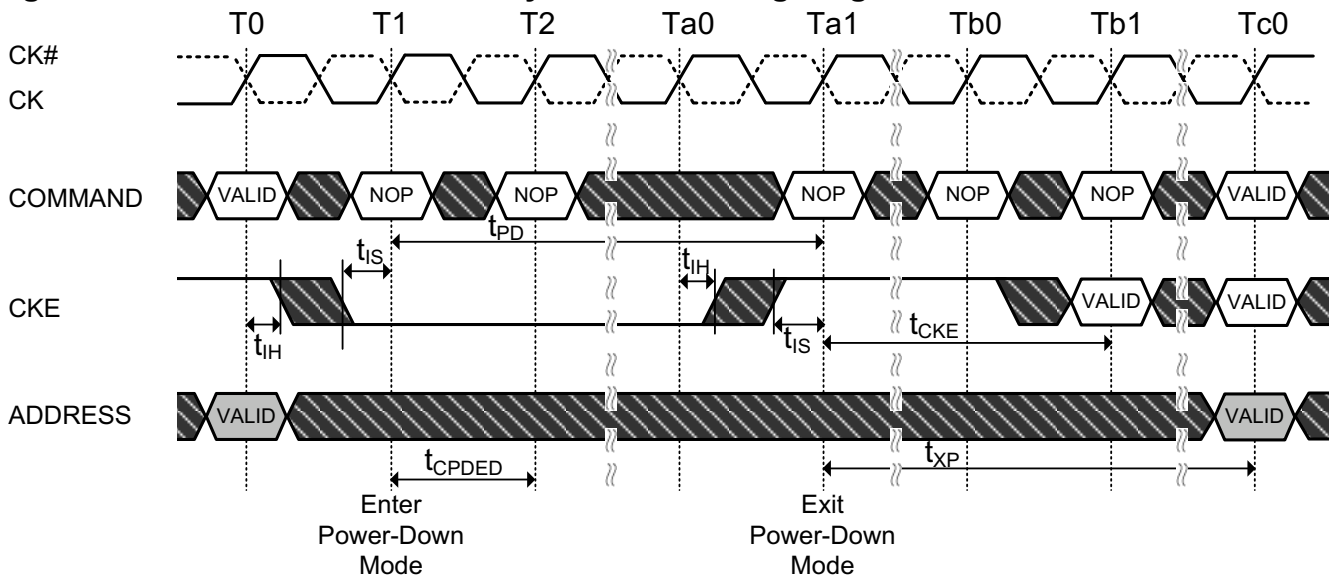 T0 T1 T2 Ta0 Ta1 Tb0 Tb1 Tc0
CK#
CK
COMMAND VALID NOP NOP NOP NOP NOP VALID
tPD
tIS tIH
CKE VALID VALID
tIH tIS tCKE
ADDRESS VALID VALID
tCPDED tXP
Enter
Power-Down
Mode
Exit
Power-Down
Mode